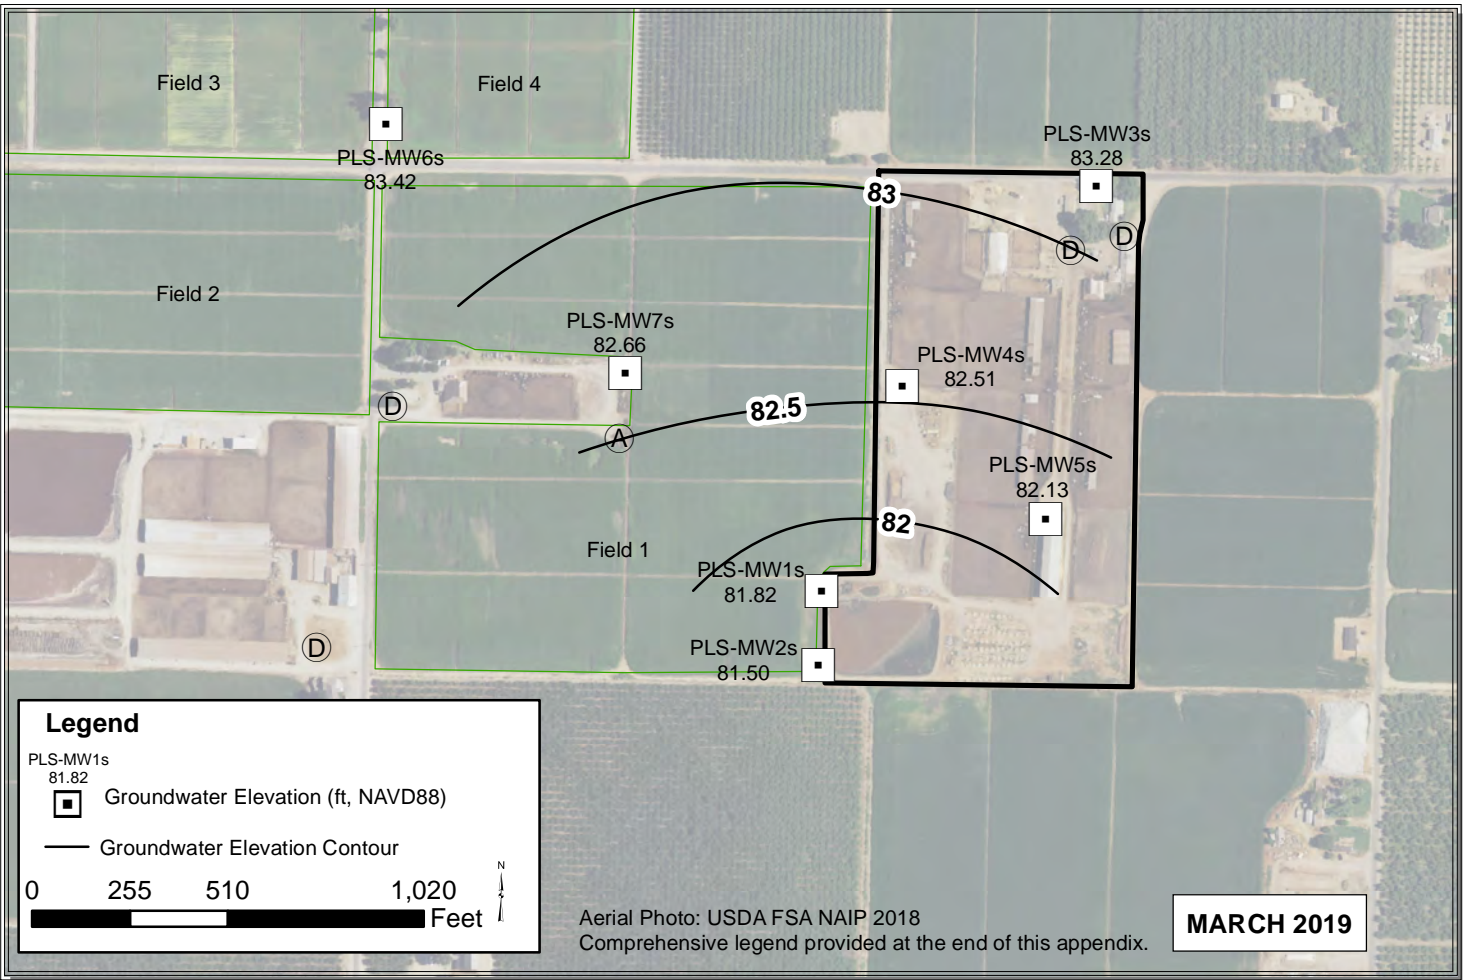 Field 3
Field 4
PLS-MW6s
83.42
PLS-MW3s
83.28
83
D
D
Field 2
PLS-MW7s
82.66
PLS-MW4s
82.51
D
82.5
A
PLS-MW5s
82.13
82
Field 1
PLS-MW1s
81.82
D
PLS-MW2s
81.50
Legend
PLS-MW1s
81.82
Groundwater Elevation (ft, NAVD88)
Groundwater Elevation Contour
N
0 255 510 1,020
Feet
Aerial Photo: USDA FSA NAIP 2018
Comprehensive legend provided at the end of this appendix.
MARCH 2019